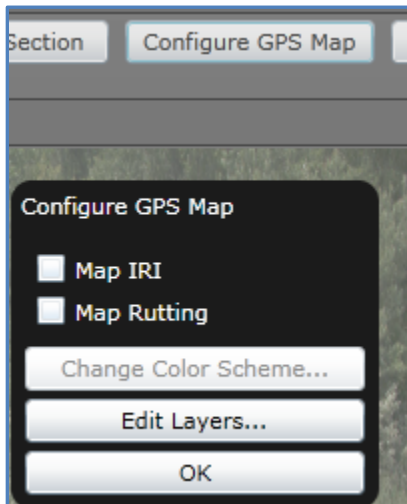 Section
Configure GPS Map
Configure GPS Map
Map IRI
Map Rutting
Change Color Scheme...
Edit Layers...
OK